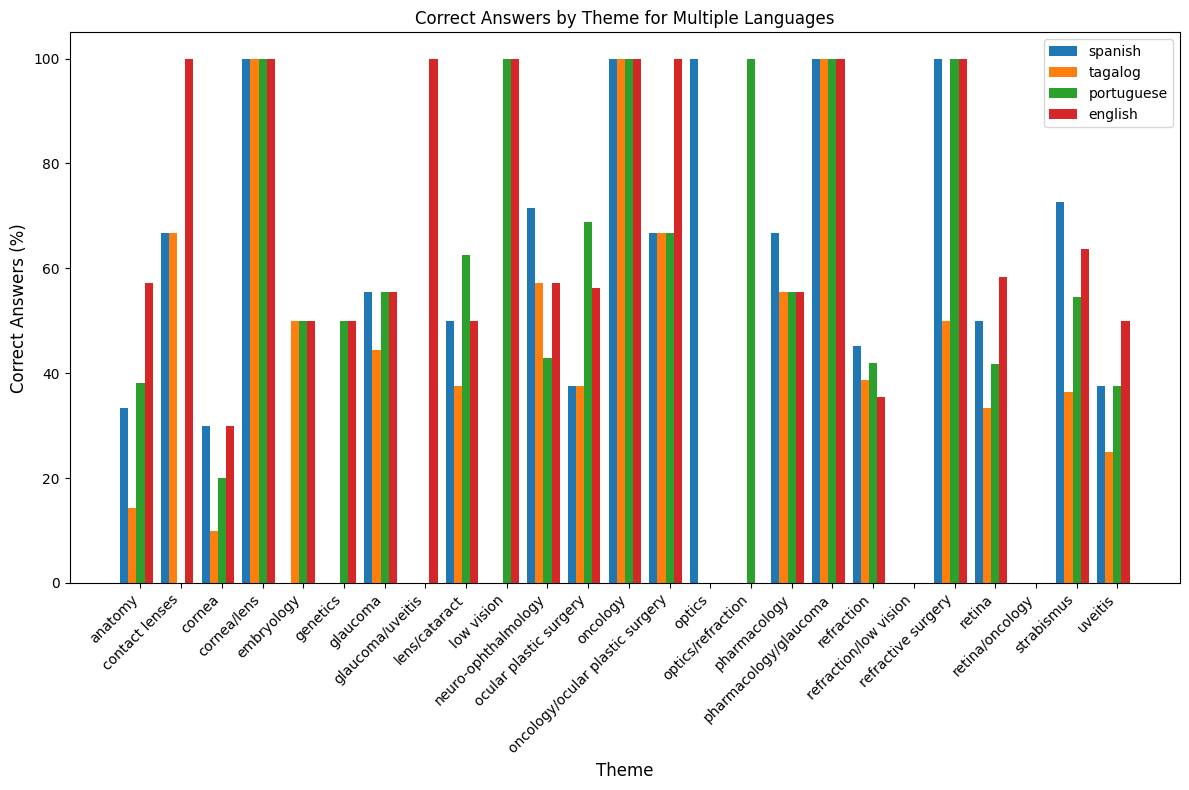 Correct Answers by Theme for Multiple Languages
spanish
tagalog
portuguese
english
Correct Answers (%)
100
80
60
40
20
0
anatomy
contact lenses
cornea
cornea/lens
embryology
genetics
glaucoma
glaucoma/uveitis
lens/cataract
low vision
neuro-ophthalmology
ocular plastic surgery
oncology
oncology/ocular plastic surgery
optics
optics/refraction
pharmacology
pharmacology/glaucoma
refraction
refraction/low vision
refractive surgery
retina
retina/oncology
strabismus
uveitis
Theme